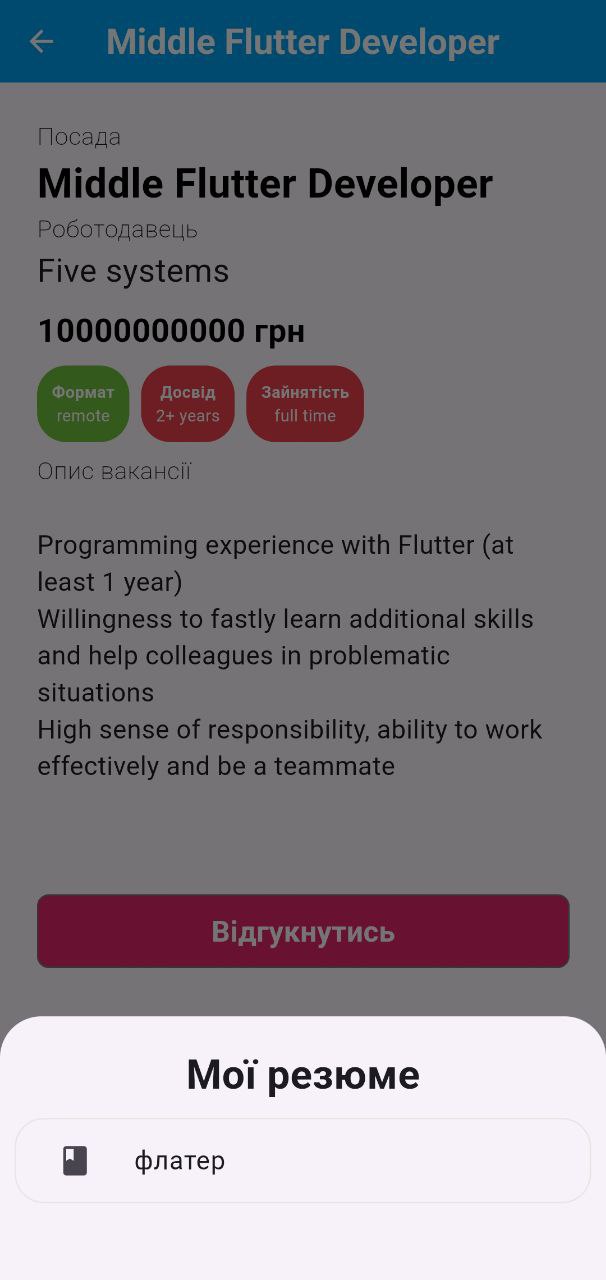 Middle Flutter Developer
Посада
Middle Flutter Developer
Роботодавець
Five systems
10000000000 грн
Формат
remote
Досвід
2+ years
Зайнятість
full time
Опис вакансії
Programming experience with Flutter (at
least 1 year)
Willingness to fastly learn additional skills
and help colleagues in problematic
situations
High sense of responsibility, ability to work
effectively and be a teammate
Відгукнутись
Мої резюме
флатер